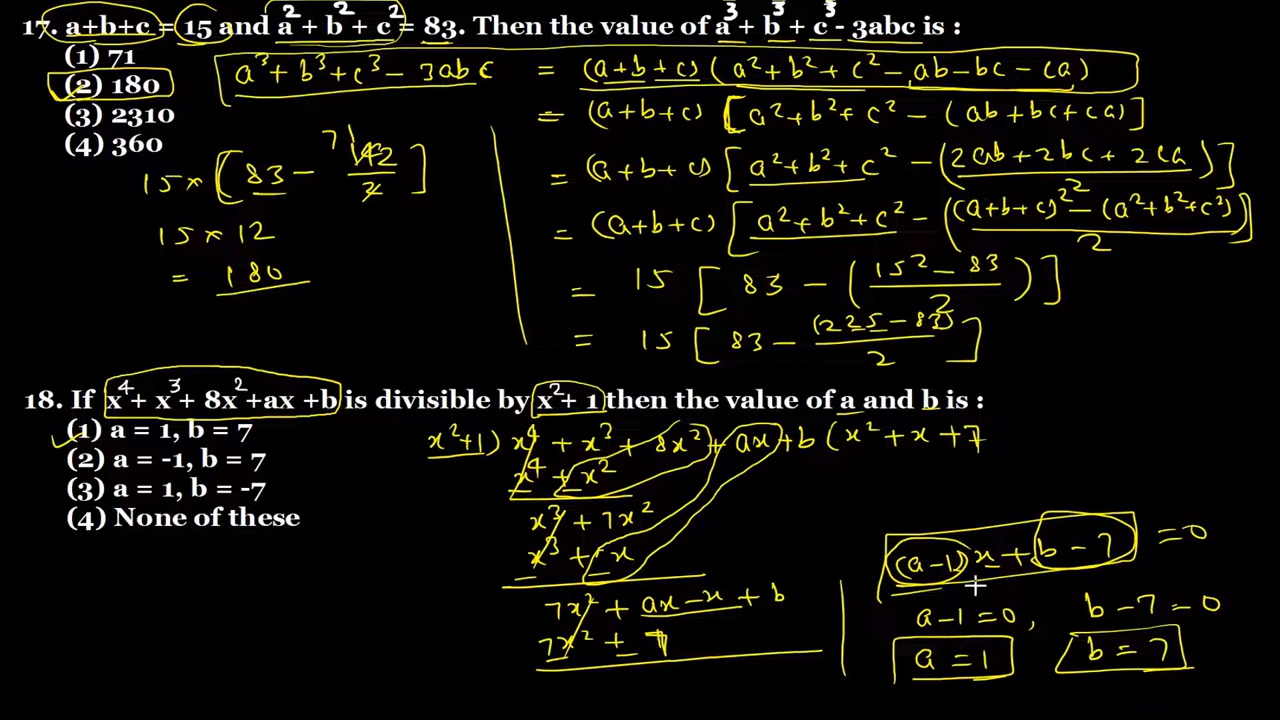 17. a+b+c = 15 and a² + b² + c² = 83. Then the value of a³ + b³ + c³ - 3abc is :
(1) 71
(2) 180
(3) 2310
(4) 360
a³ + b³ + c³ - 3abc = (a+b+c) (a²+b²+c² - ab-bc-ca)
= (a+b+c) [a²+b²+c² - (ab+bc+ca)]
= (a+b+c) [a²+b²+c² - (2ab+2bc+2ca)/2]
= (a+b+c) [a²+b²+c² - ((a+b+c)² - (a²+b²+c²))/2]
= 15 [83 - (15² - 83)/2]
= 15 [83 - (225-83)/2]
15 × [83 - 142/2] 71
15 × 12
= 180
18. If x⁴+ x³+ 8x²+ax +b is divisible by x²+ 1 then the value of a and b is :
(1) a = 1, b = 7
(2) a = -1, b = 7
(3) a = 1, b = -7
(4) None of these
x²+1) x⁴ + x³ + 8x² + ax + b (x² + x + 7
x⁴ + x²
x³ + 7x²
x³ + x
7x² + ax - x + b
7x² + 7
(a-1)x + b - 7 = 0
a-1 = 0, b-7 = 0
a = 1 b = 7